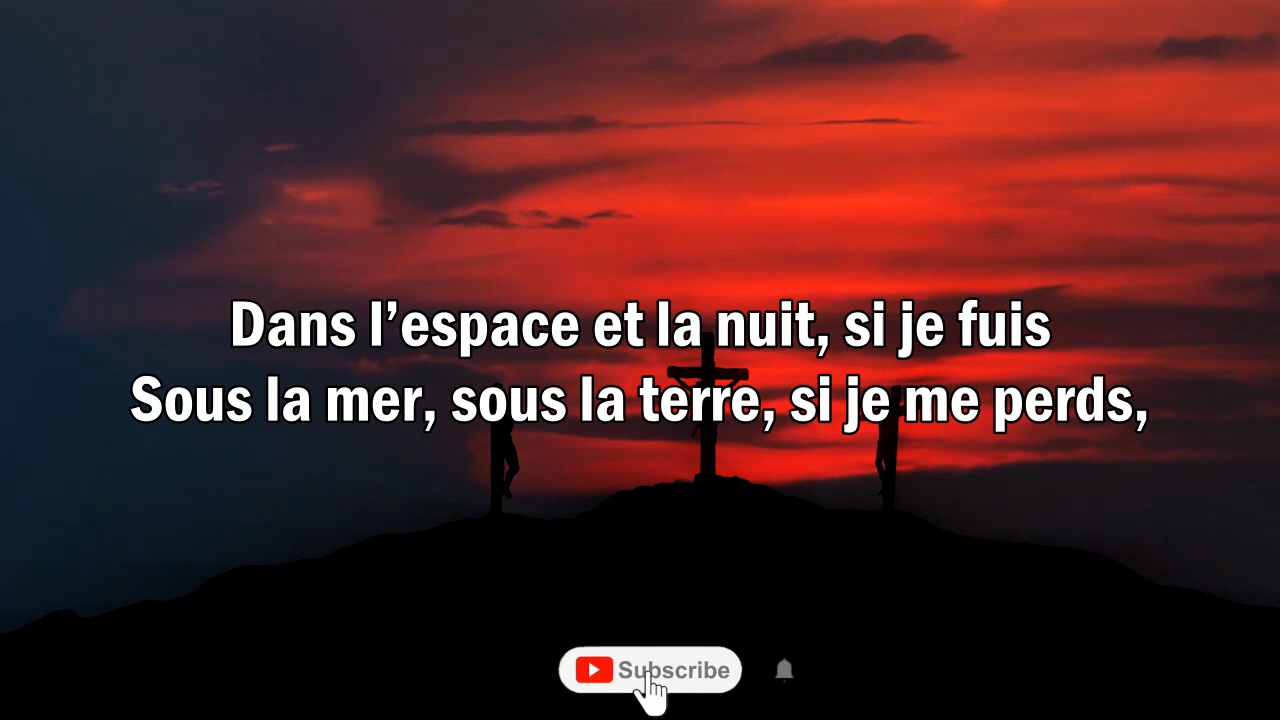 Dans l’espace et la nuit, si je fuis
Sous la mer, sous la terre, si je me perds,
Subscribe